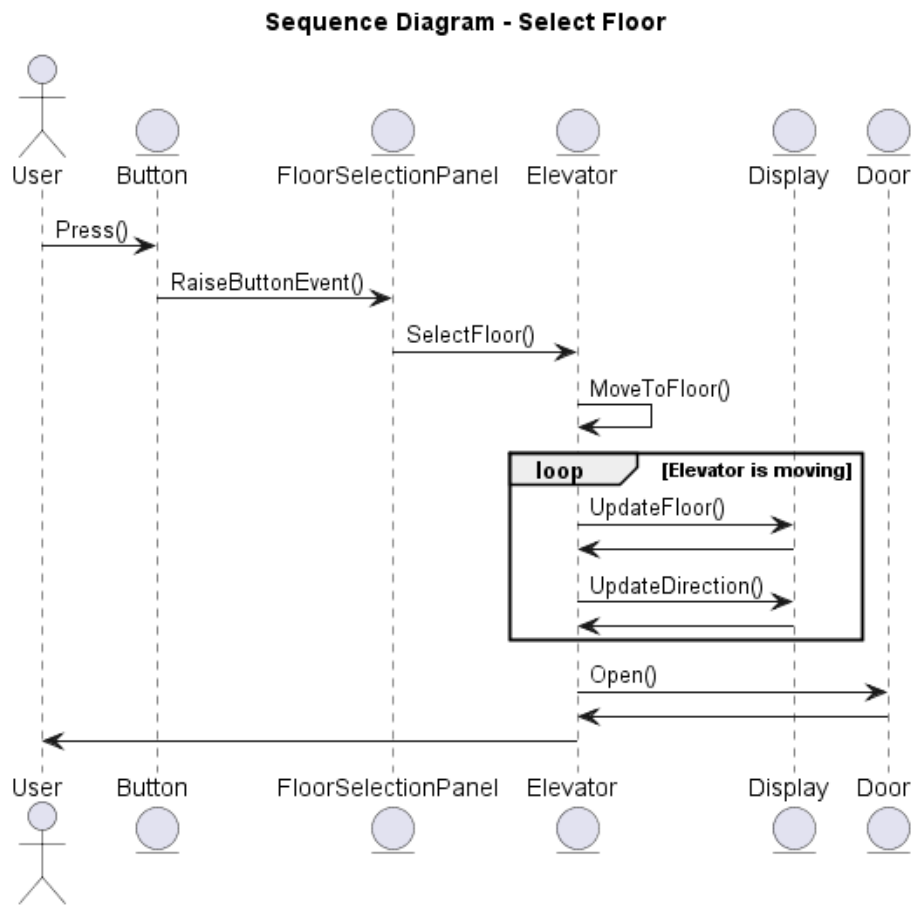 Sequence Diagram - Select Floor
User Button FloorSelectionPanel Elevator Display Door
Press()
RaiseButtonEvent()
SelectFloor()
MoveToFloor()
loop [Elevator is moving]
UpdateFloor()
UpdateDirection()
Open()
User Button FloorSelectionPanel Elevator Display Door